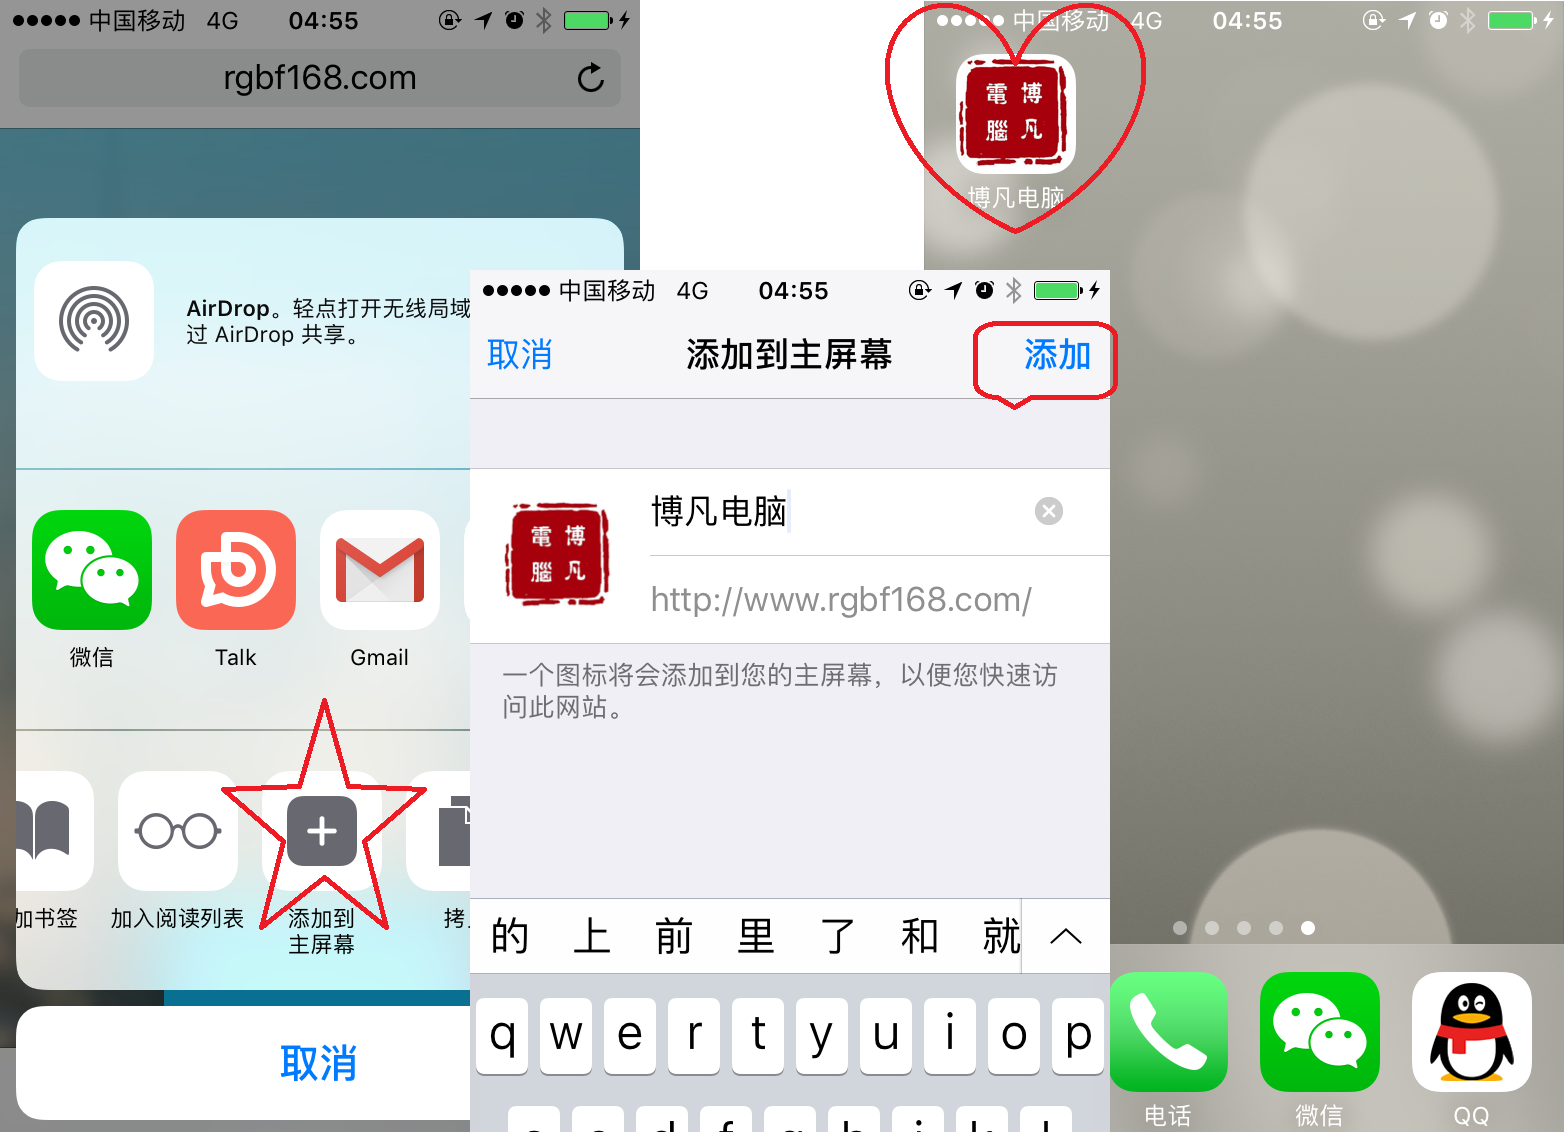 中国移动 4G 04:55
rgbf168.com
AirDrop。轻点打开无线局域
过 AirDrop 共享。
微信
Talk
Gmail
加书签
加入阅读列表
添加到
主屏幕
取消
中国移动 4G 04:55
取消
添加到主屏幕
添加
電 博
腦 凡
博凡电脑
http://www.rgbf168.com/
一个图标将会添加到您的主屏幕，以便您快速访
问此网站。
的 上 前 里 了 和 就
q w e r t y u i o p
中国移动 4G 04:55
電 博
腦 凡
博凡电脑
电话
微信
QQ